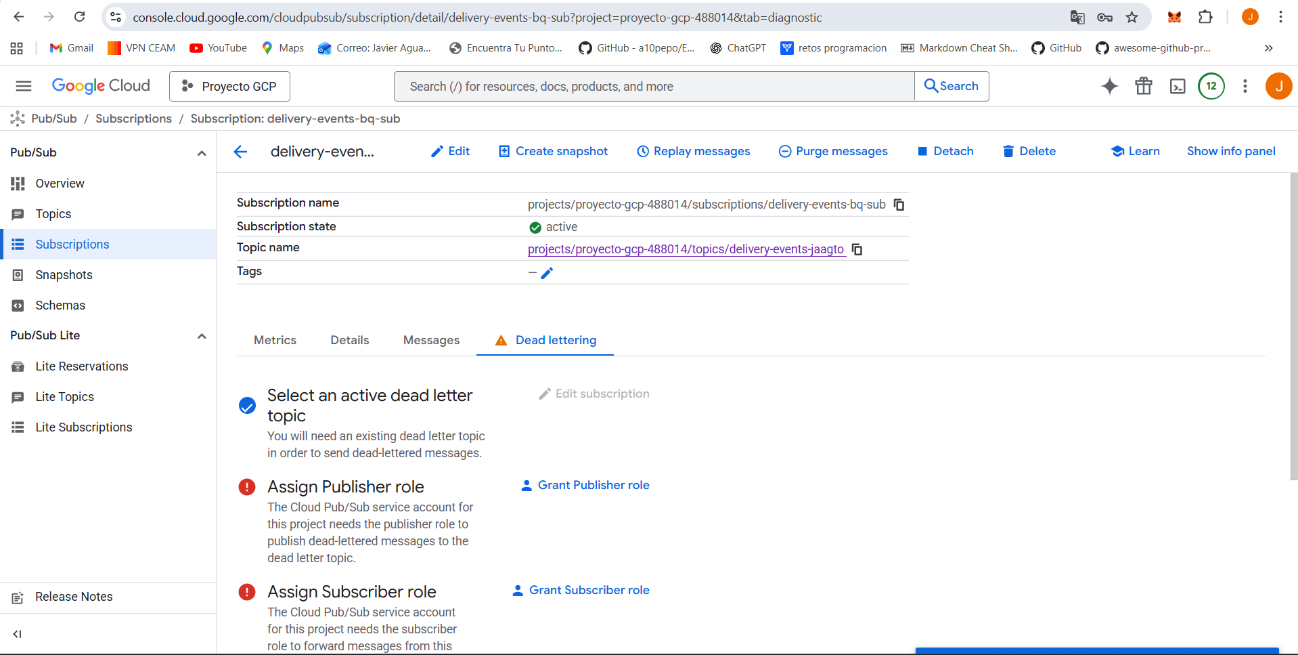 console.cloud.google.com/cloudpubsub/subscription/detail/delivery-events-bq-sub?project=proyecto-gcp-488014&tab=diagnostic
J
Gmail
VPN CEAM
YouTube
Maps
Correo: Javier Agua...
Encuentra Tu Punto...
GitHub - a10pepo/E...
ChatGPT
retos programacion
Markdown Cheat Sh...
GitHub
awesome-github-pr...
»
Google Cloud
Proyecto GCP
Search (/) for resources, docs, products, and more
Search
12
J
Pub/Sub / Subscriptions / Subscription: delivery-events-bq-sub
Pub/Sub
Overview
Topics
Subscriptions
Snapshots
Schemas
Pub/Sub Lite
Lite Reservations
Lite Topics
Lite Subscriptions
Release Notes
delivery-even...
Edit
Create snapshot
Replay messages
Purge messages
Detach
Delete
Learn
Show info panel
Subscription name
projects/proyecto-gcp-488014/subscriptions/delivery-events-bq-sub
Subscription state
active
Topic name
projects/proyecto-gcp-488014/topics/delivery-events-jaagto
Tags
—
Metrics
Details
Messages
Dead lettering
Select an active dead letter
topic
You will need an existing dead letter topic
in order to send dead-lettered messages.
Edit subscription
Assign Publisher role
The Cloud Pub/Sub service account for
this project needs the publisher role to
publish dead-lettered messages to the
dead letter topic.
Grant Publisher role
Assign Subscriber role
The Cloud Pub/Sub service account
for this project needs the subscriber
role to forward messages from this
Grant Subscriber role